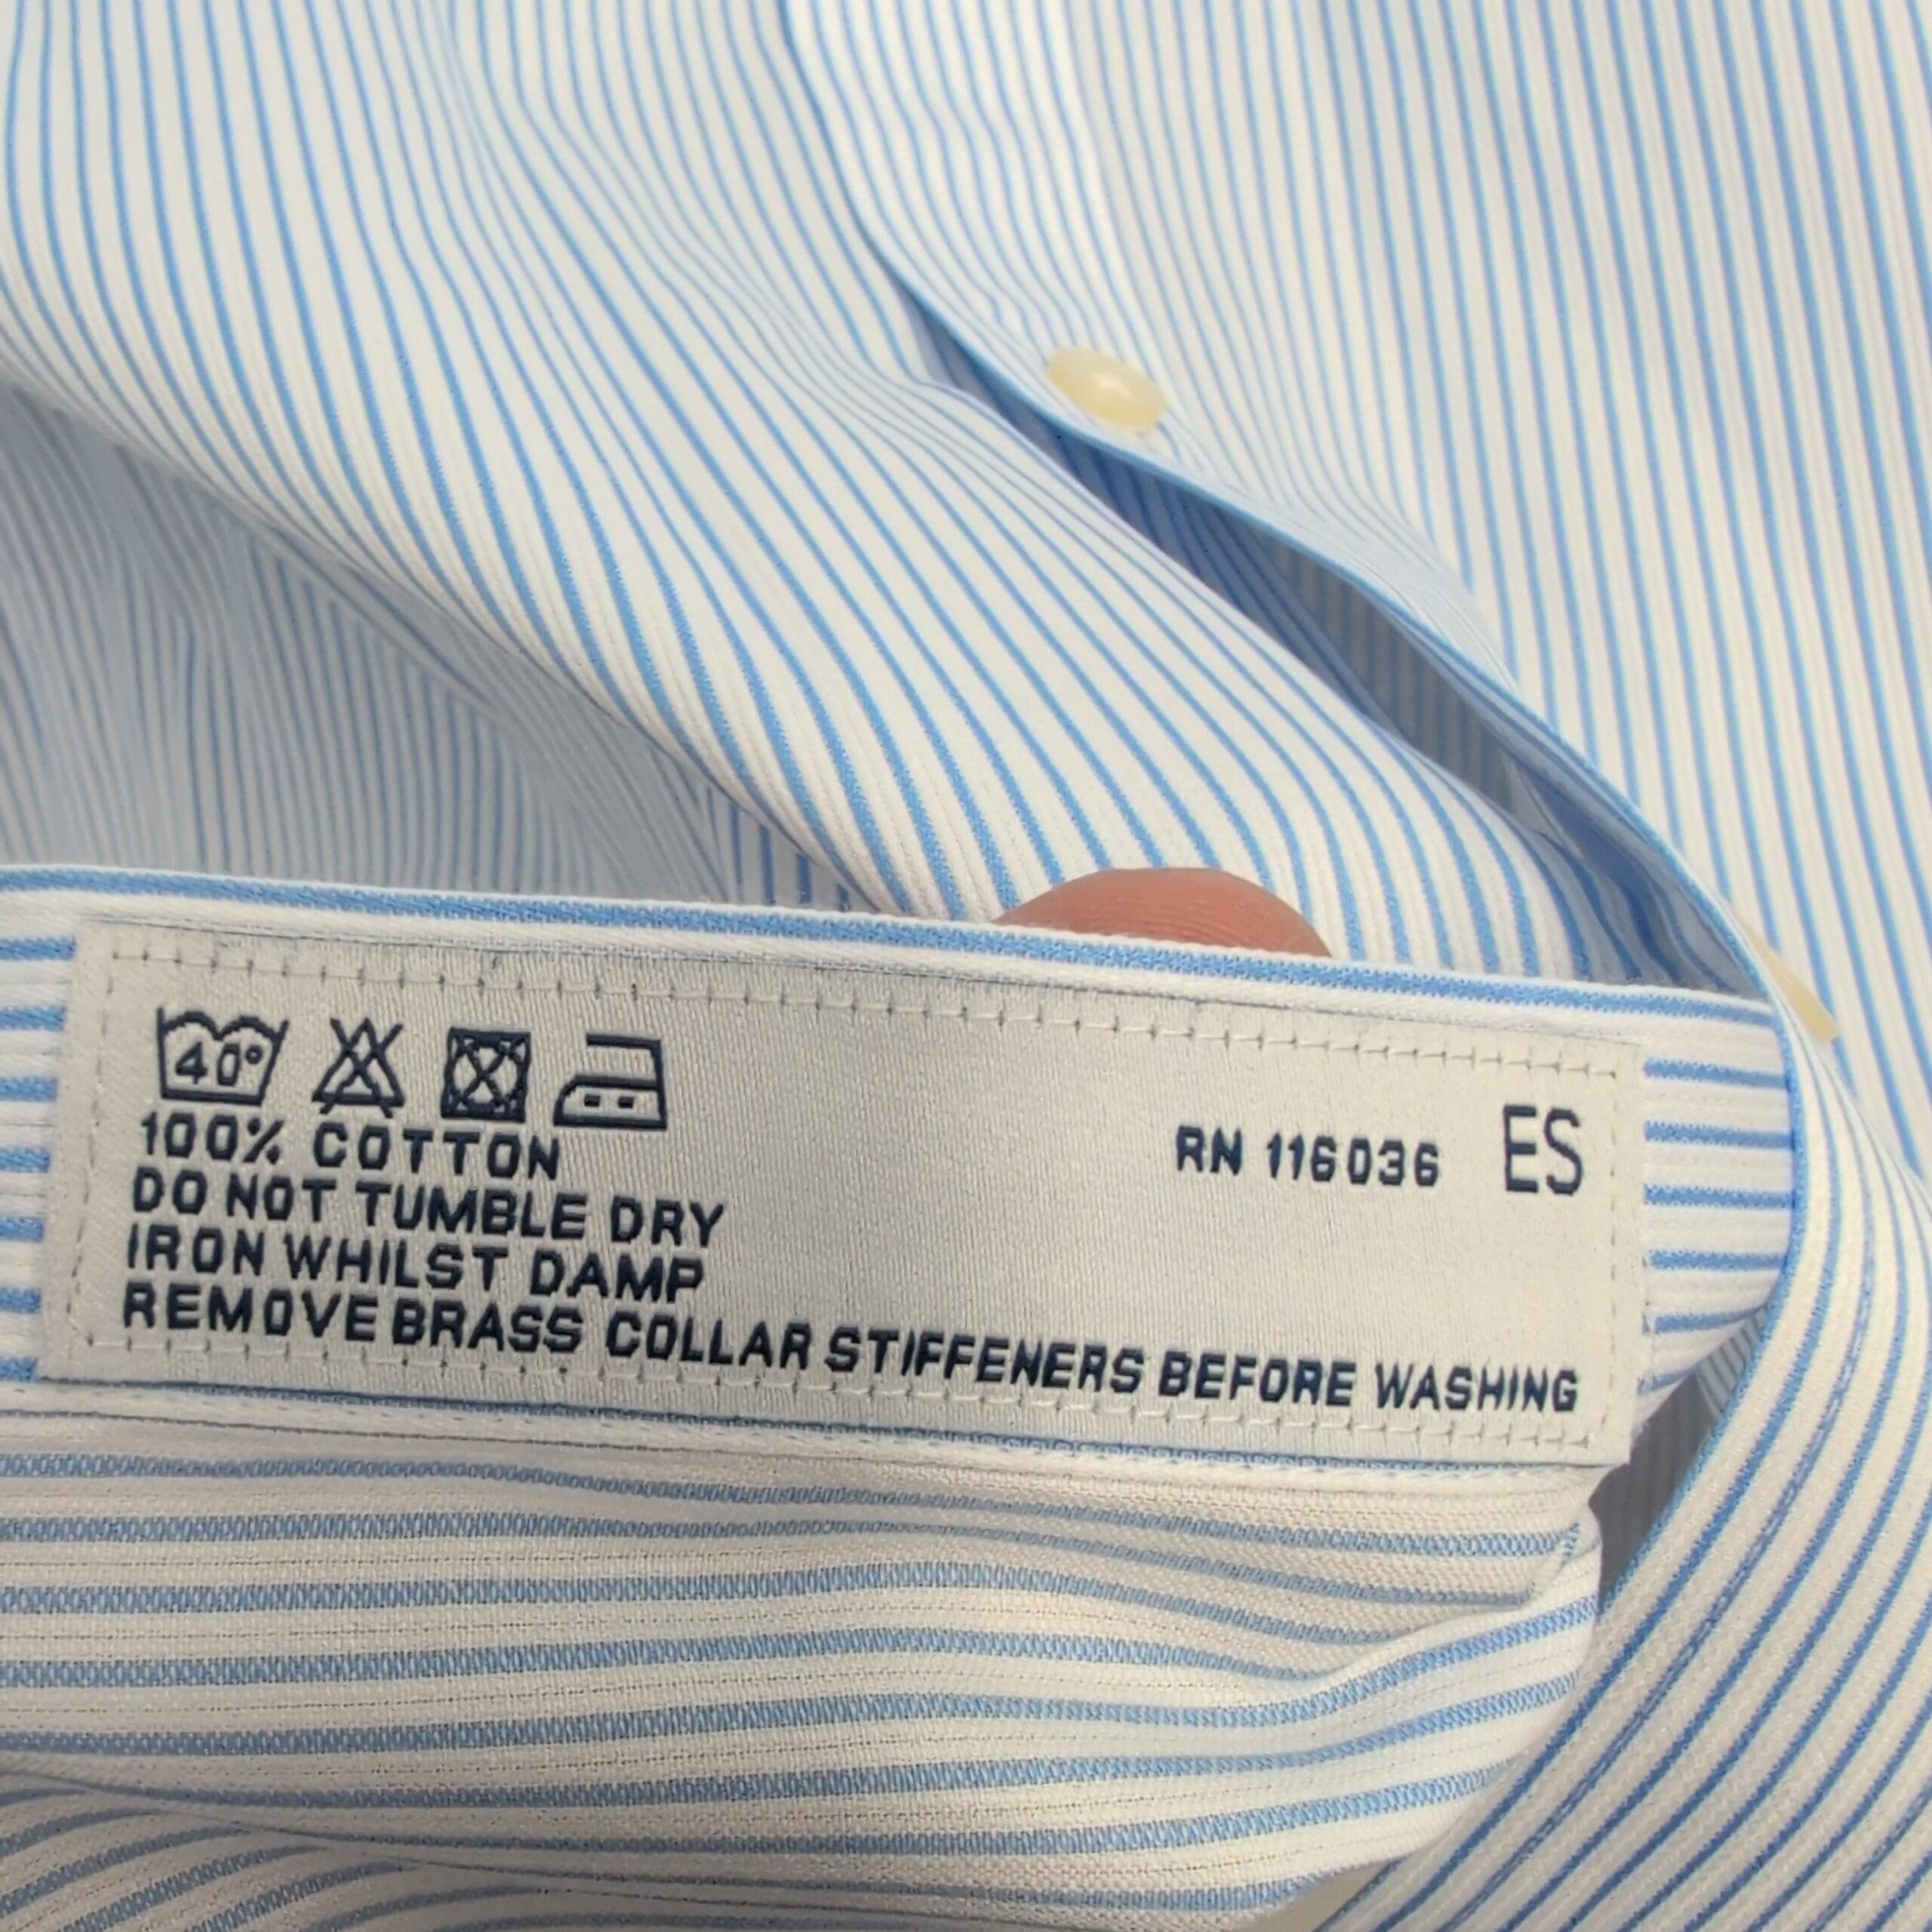 40°
100% COTTON
RN 116036 ES
DO NOT TUMBLE DRY
IRON WHILST DAMP
REMOVE BRASS COLLAR STIFFENERS BEFORE WASHING